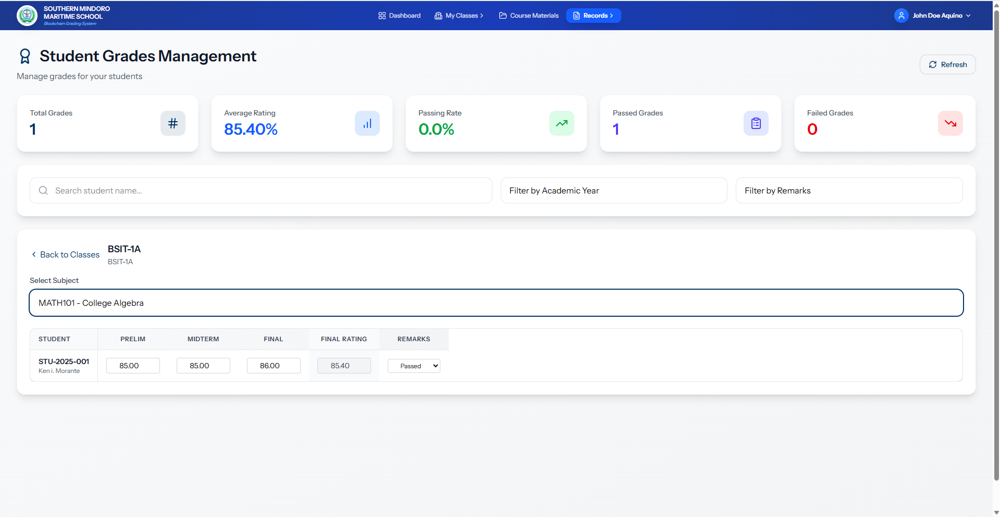 SOUTHERN MINDORO
MARITIME SCHOOL
Blockchain Grading System
Dashboard
My Classes
Course Materials
Records
John Doe Aquino
Student Grades Management
Manage grades for your students
Refresh
Total Grades
1
#
Average Rating
85.40%
Passing Rate
0.0%
Passed Grades
1
Failed Grades
0
Search student name...
Filter by Academic Year
Filter by Remarks
Back to Classes
BSIT-1A
BSIT-1A
Select Subject
MATH101 - College Algebra
STUDENT PRELIM MIDTERM FINAL FINAL RATING REMARKS
STU-2025-001 85.00 85.00 86.00 85.40 Passed
Ken i. Morante